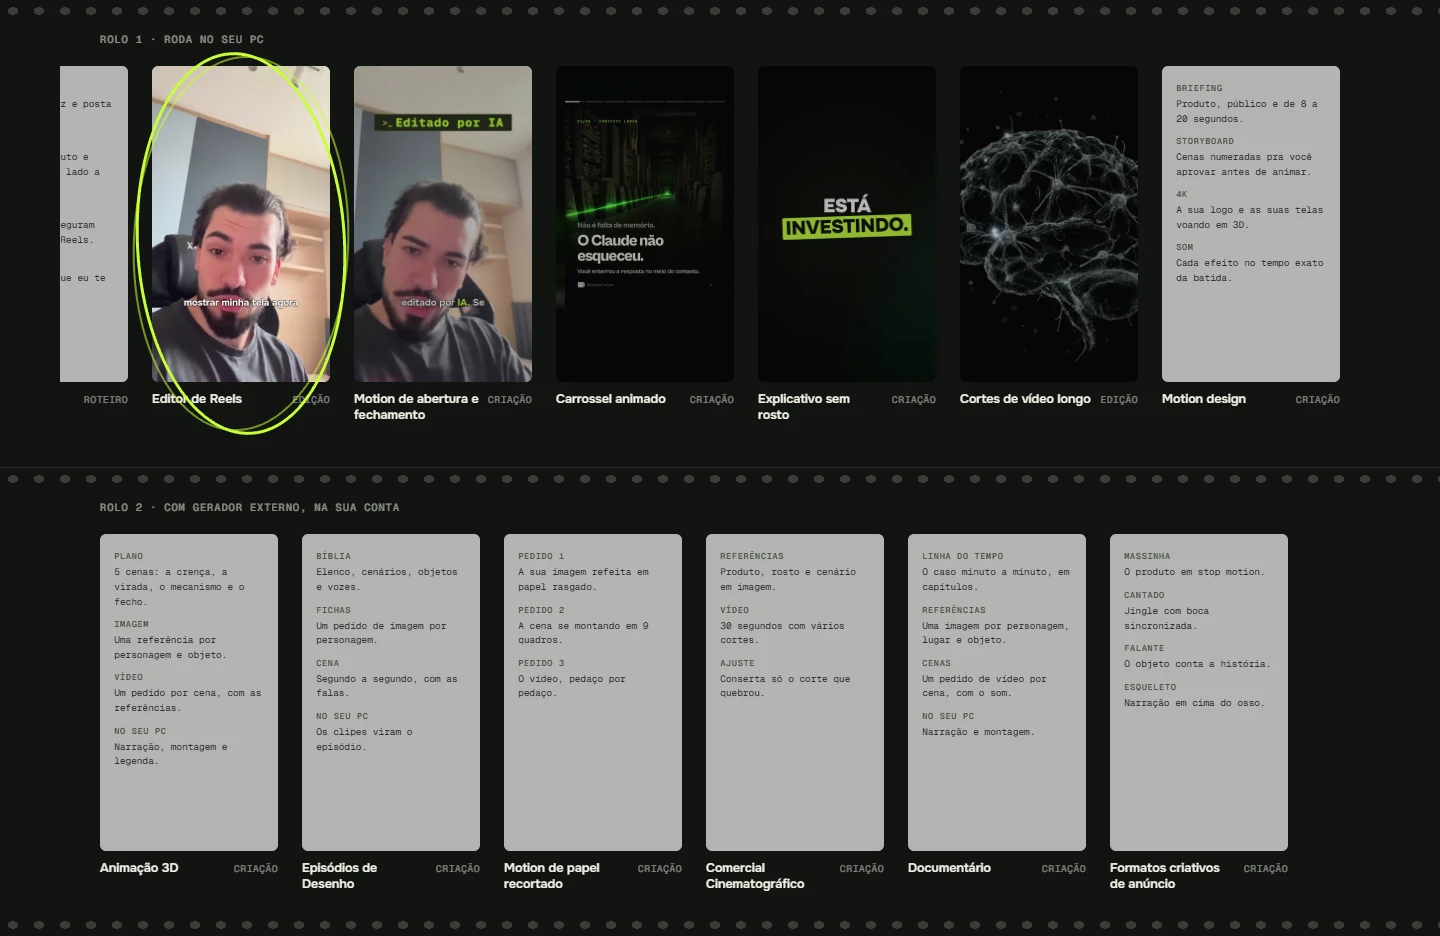 ROLO 1 · RODA NO SEU PC
z e posta
uto e
lado a
eguram
Reels.
ue eu te
ROTEIRO
X,
mostrar minha tela agora
Editor de Reels
EDIÇÃO
>_ Editado por IA
editado por IA. Se
Motion de abertura e fechamento
CRIAÇÃO
Não é falta de memória.
O Claude não
esqueceu.
Você enterrou a resposta no meio do contexto.
Carrossel animado
CRIAÇÃO
ESTÁ
INVESTINDO.
Explicativo sem
rosto
CRIAÇÃO
Cortes de vídeo longo
EDIÇÃO
BRIEFING
Produto, público e de 8 a
20 segundos.
STORYBOARD
Cenas numeradas pra você
aprovar antes de animar.
4K
A sua logo e as suas telas
voando em 3D.
SOM
Cada efeito no tempo exato
da batida.
Motion design
CRIAÇÃO
ROLO 2 · COM GERADOR EXTERNO, NA SUA CONTA
PLANO
5 cenas: a crença, a
virada, o mecanismo e o
fecho.
IMAGEM
Uma referência por
personagem e objeto.
VÍDEO
Um pedido por cena, com as
referências.
NO SEU PC
Narração, montagem e
legenda.
Animação 3D
CRIAÇÃO
BÍBLIA
Elenco, cenários, objetos
e vozes.
FICHAS
Um pedido de imagem por
personagem.
CENA
Segundo a segundo, com as
falas.
NO SEU PC
Os clipes viram o
episódio.
Episódios de
Desenho
CRIAÇÃO
PEDIDO 1
A sua imagem refeita em
papel rasgado.
PEDIDO 2
A cena se montando em 9
quadros.
PEDIDO 3
O vídeo, pedaço por
pedaço.
Motion de papel
recortado
CRIAÇÃO
REFERÊNCIAS
Produto, rosto e cenário
em imagem.
VÍDEO
30 segundos com vários
cortes.
AJUSTE
Conserta só o corte que
quebrou.
Comercial
Cinematográfico
CRIAÇÃO
LINHA DO TEMPO
O caso minuto a minuto, em
capítulos.
REFERÊNCIAS
Uma imagem por personagem,
lugar e objeto.
CENAS
Um pedido de vídeo por
cena, com o som.
NO SEU PC
Narração e montagem.
Documentário
CRIAÇÃO
MASSINHA
O produto em stop motion.
CANTADO
Jingle com boca
sincronizada.
FALANTE
O objeto conta a história.
ESQUELETO
Narração em cima do osso.
Formatos criativos
de anúncio
CRIAÇÃO